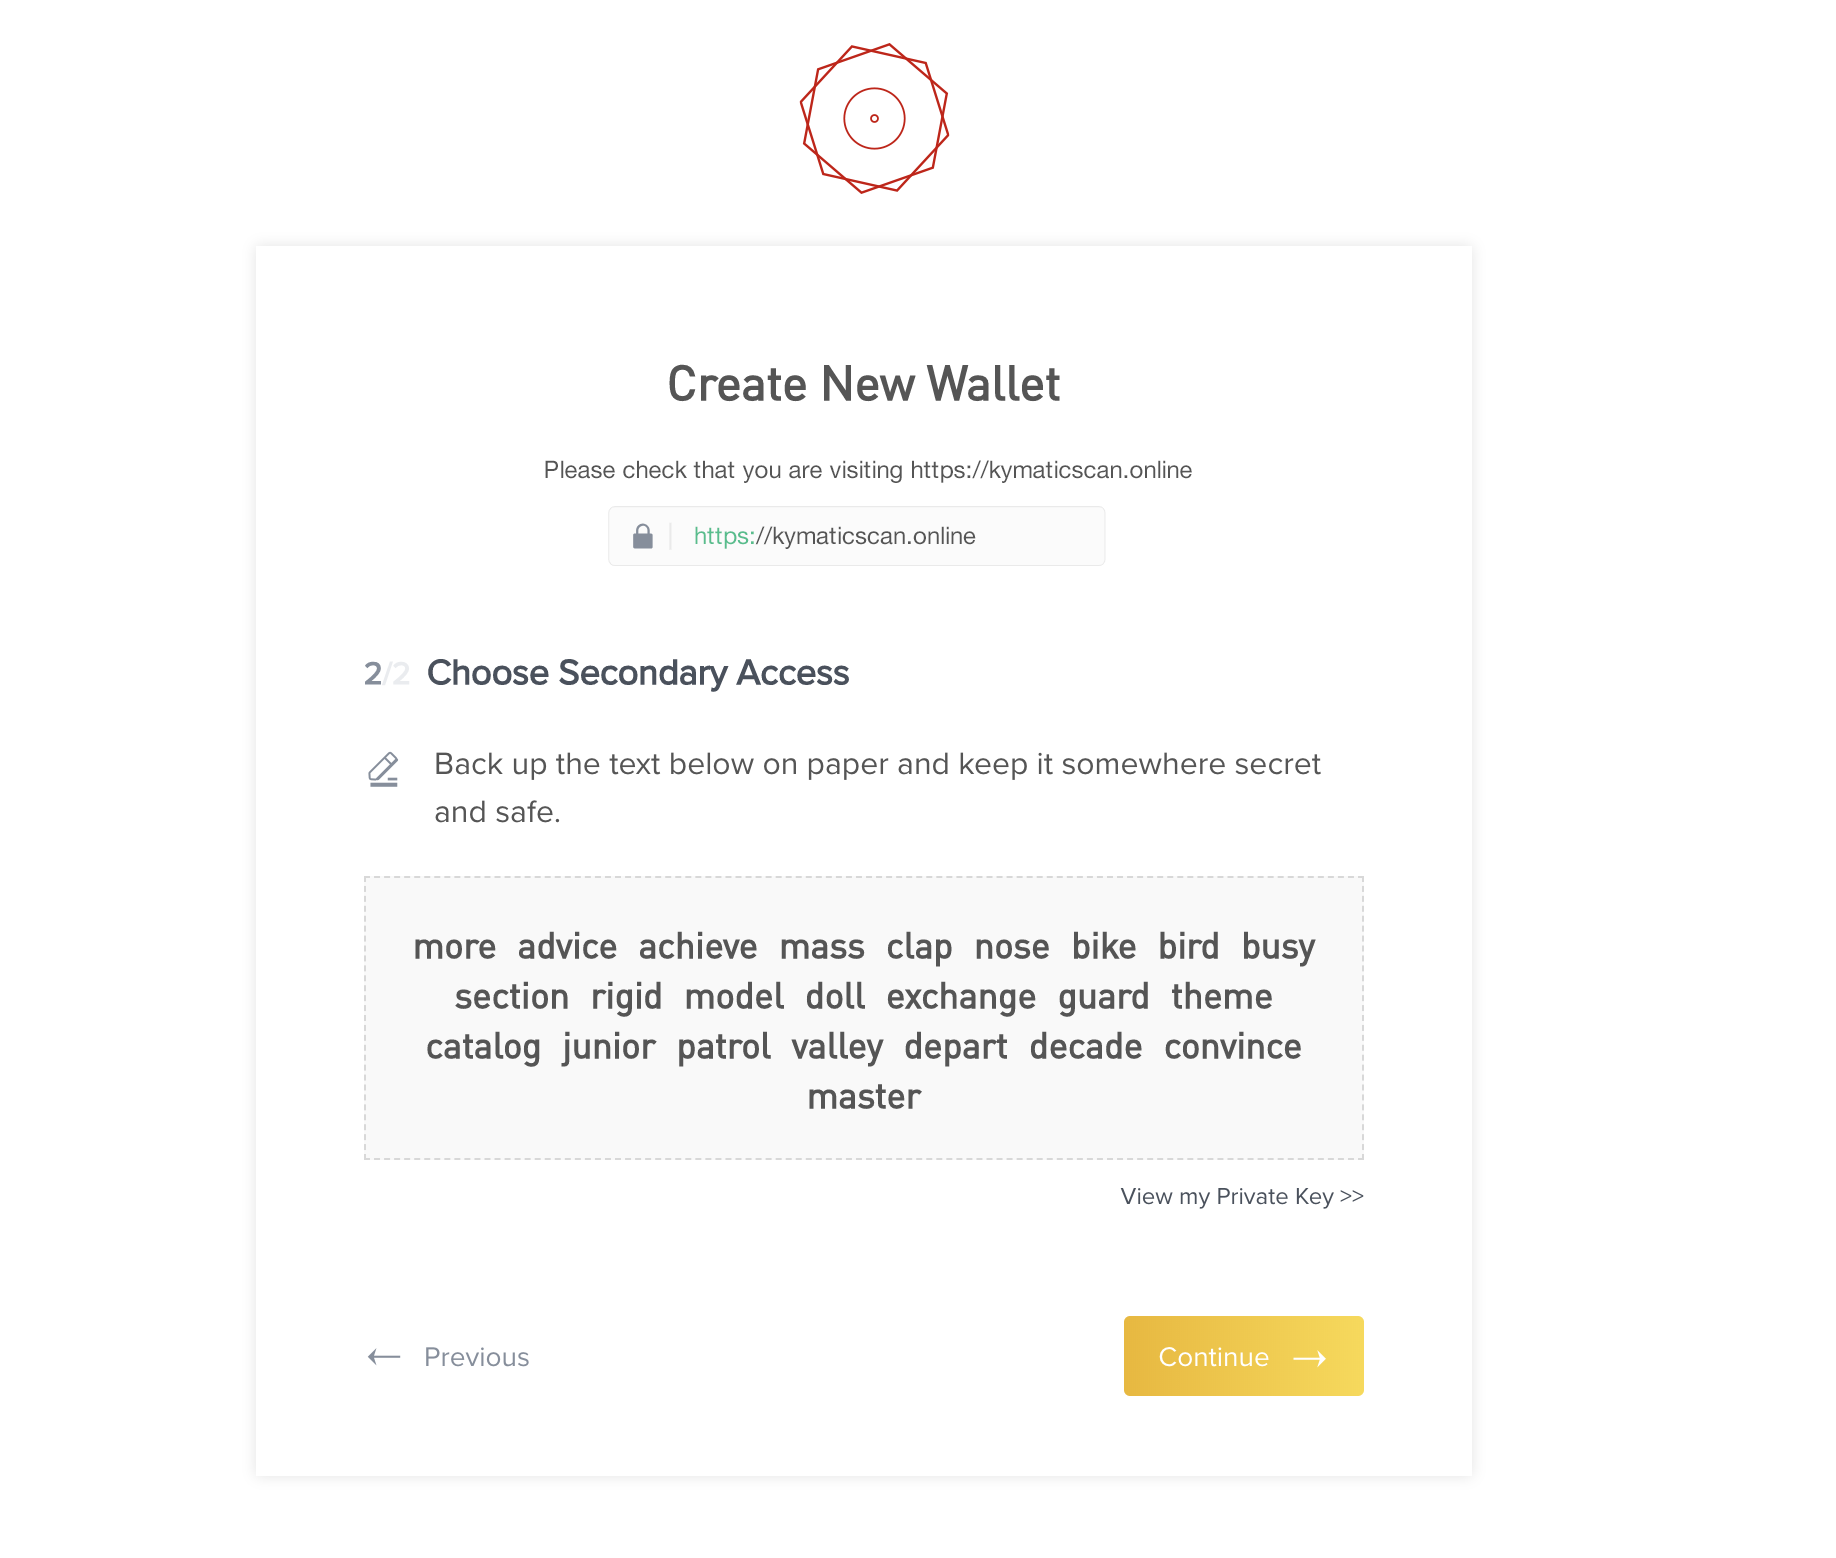 Create New Wallet
Please check that you are visiting https://kymaticscan.online
https://kymaticscan.online
2/2 Choose Secondary Access
Back up the text below on paper and keep it somewhere secret
and safe.
more advice achieve mass clap nose bike bird busy
section rigid model doll exchange guard theme
catalog junior patrol valley depart decade convince
master
View my Private Key >>
Previous
Continue